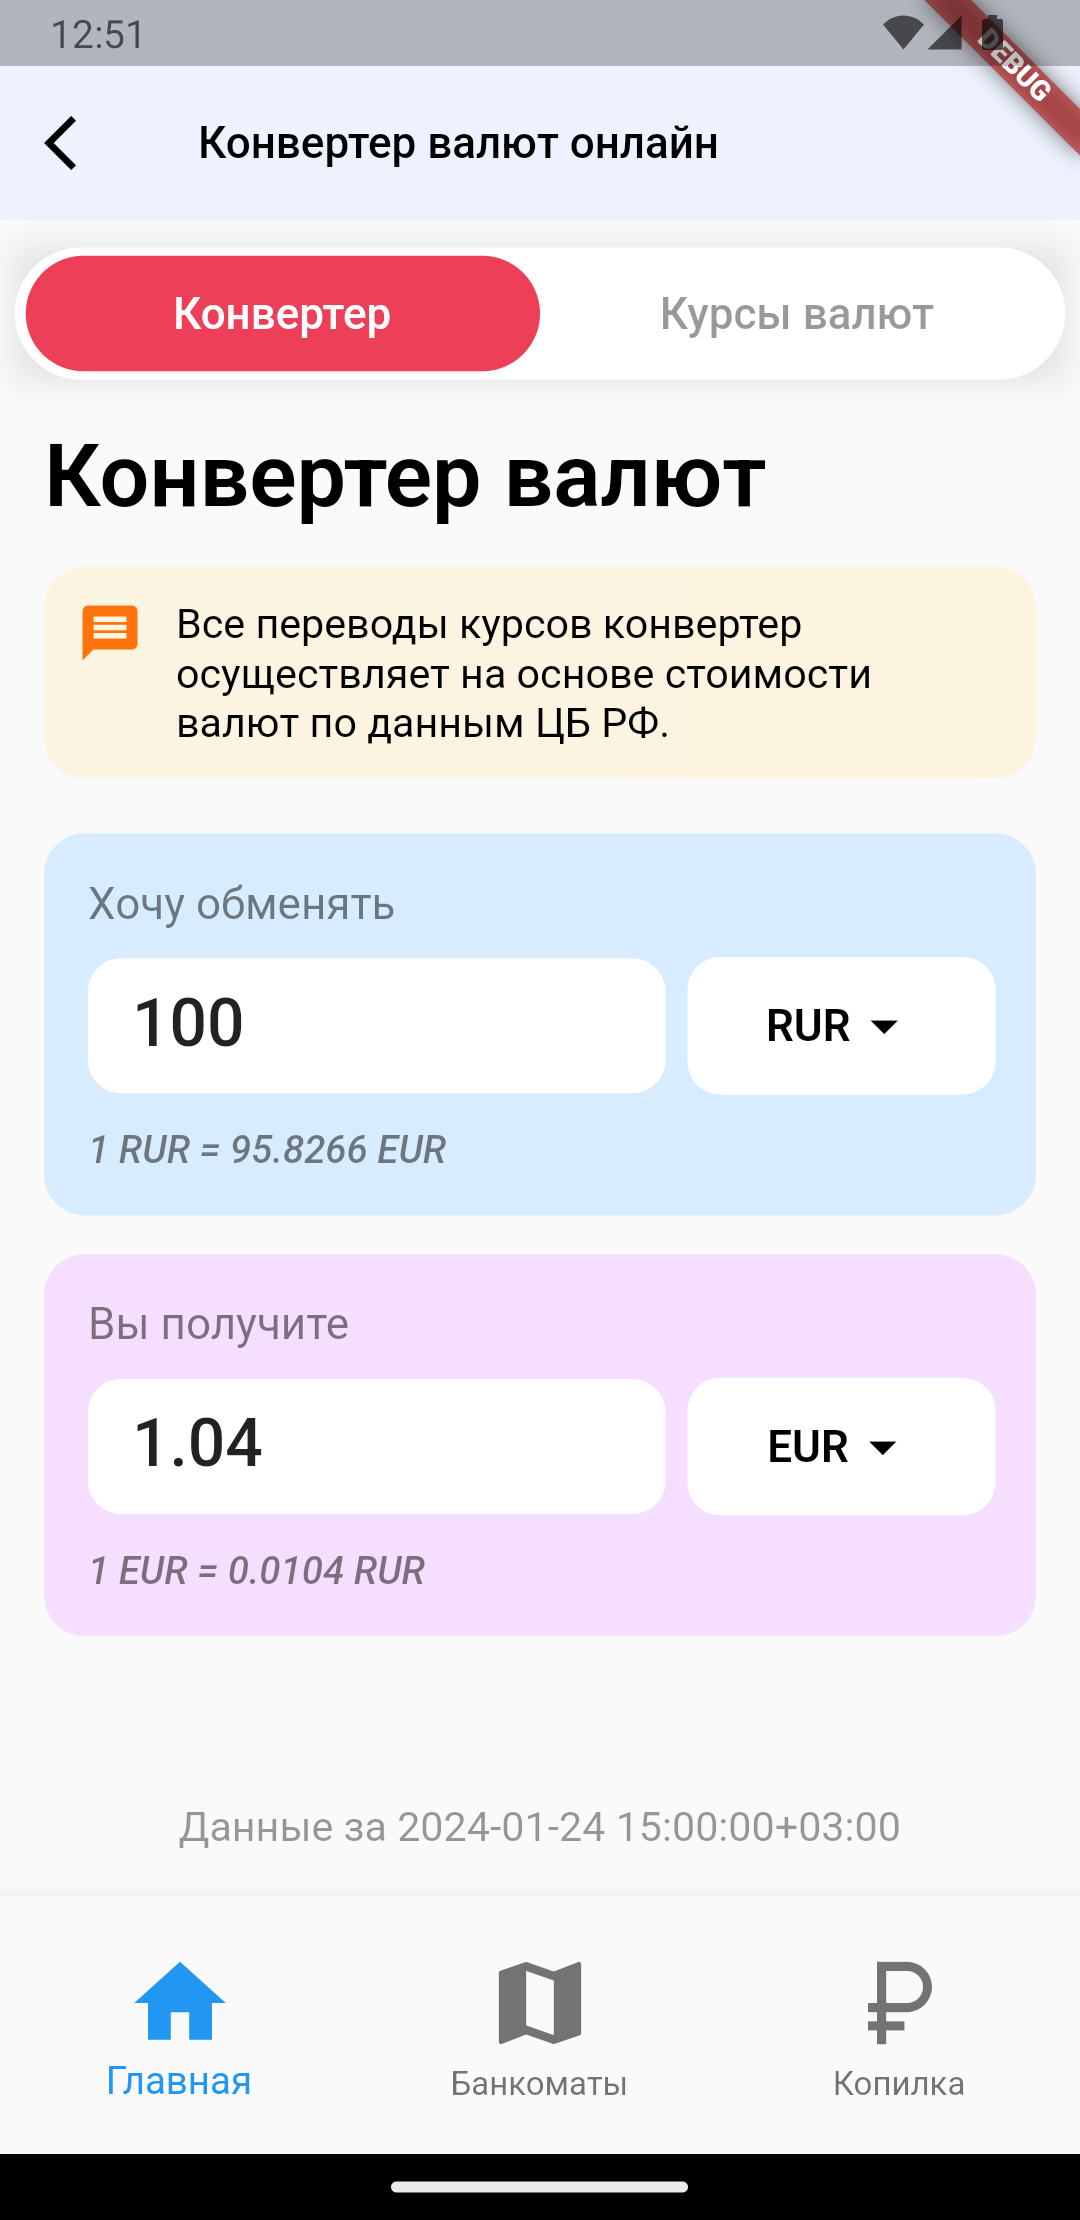 12:51
DEBUG
Конвертер валют онлайн
Конвертер
Курсы валют
Конвертер валют
Все переводы курсов конвертер
осуществляет на основе стоимости
валют по данным ЦБ РФ.
Хочу обменять
100
RUR
1 RUR = 95.8266 EUR
Вы получите
1.04
EUR
1 EUR = 0.0104 RUR
Данные за 2024-01-24 15:00:00+03:00
Главная
Банкоматы
Копилка